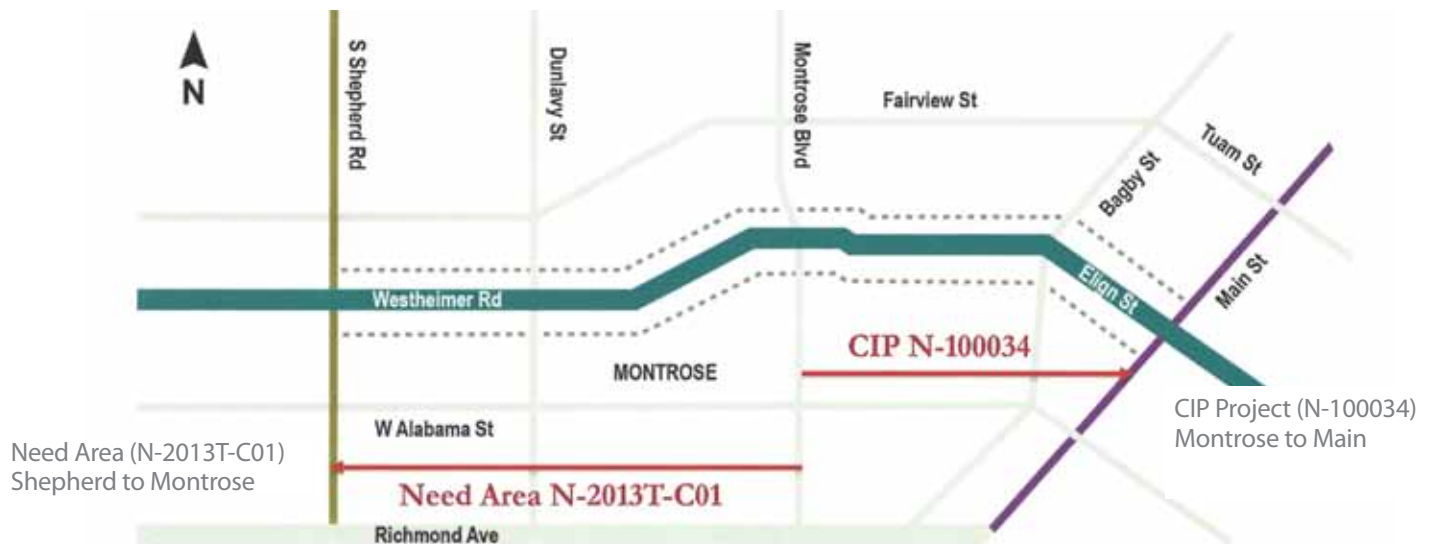 N
S Shepherd Rd
Dunlavy St
Montrose Blvd
Fairview St
Tuam St
Bagby St
Main St
Westheimer Rd
Elign St
CIP N-100034
MONTROSE
W Alabama St
CIP Project (N-100034)
Montrose to Main
Need Area (N-2013T-C01)
Shepherd to Montrose
Need Area N-2013T-C01
Richmond Ave